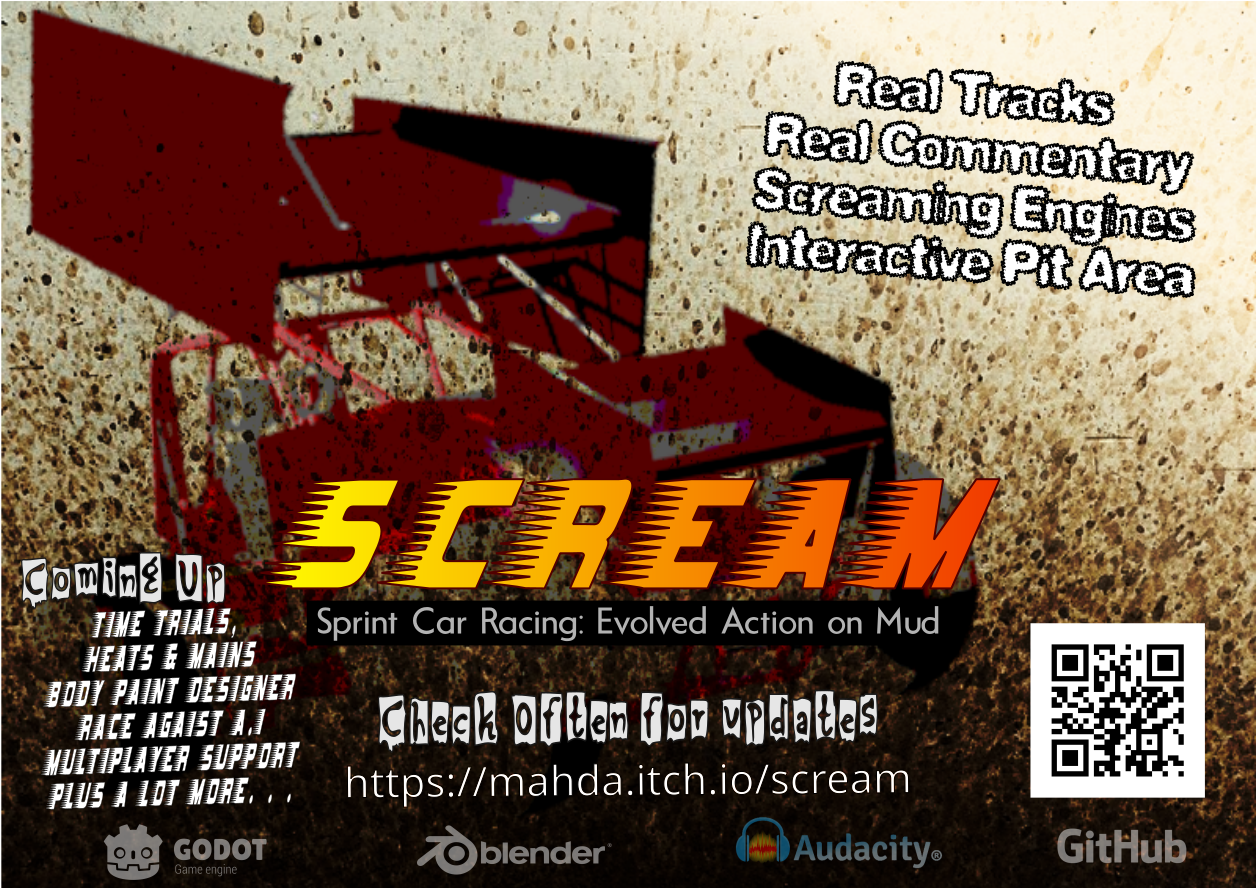 Real Tracks
Real Commentary
Screaming Engines
Interactive Pit Area
SCREAM
Sprint Car Racing: Evolved Action on Mud
Coming Up
TIME TRIALS,
HEATS & MAINS
BODY PAINT DESIGNER
RACE AGAIST A.I
MULTIPLAYER SUPPORT
PLUS A LOT MORE. . .
Check Often for updates
https://mahda.itch.io/scream
GODOT
Game engine
blender®
Audacity®
GitHub